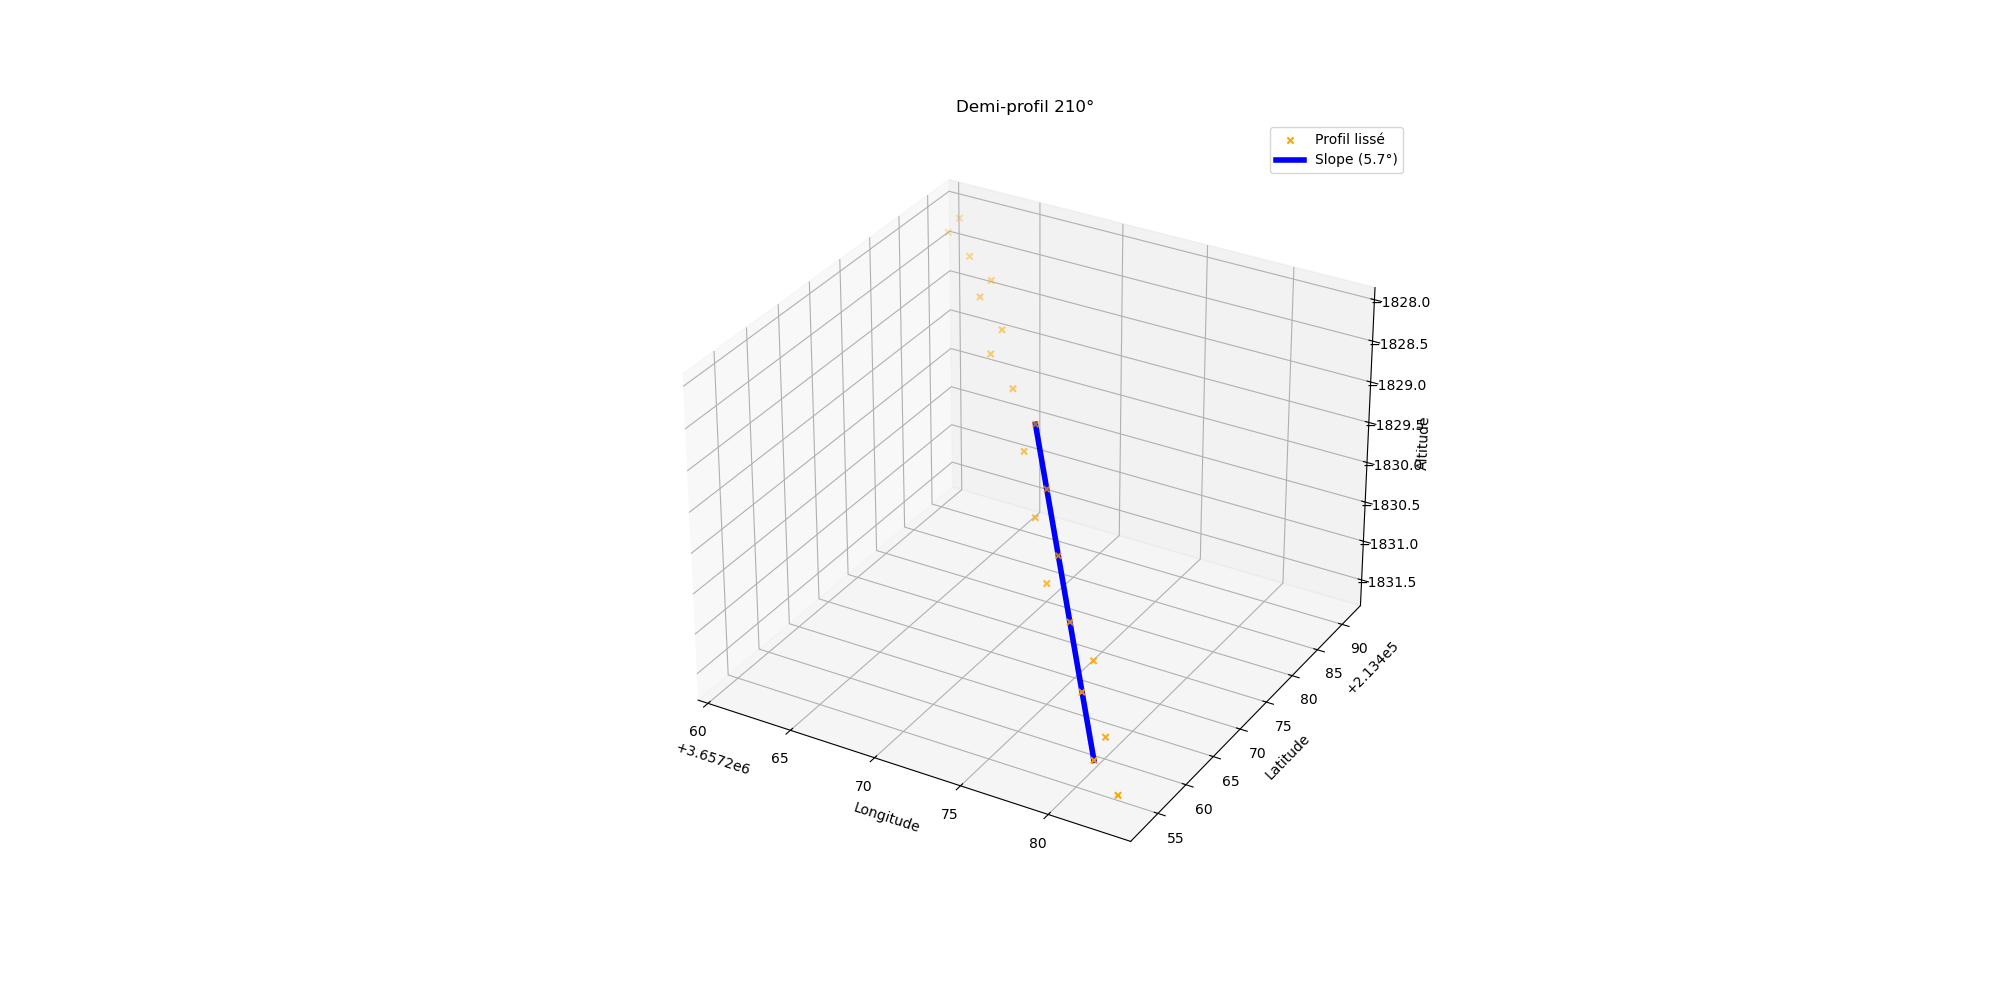 Demi-profil 210°
Profil lissé
Slope (5.7°)
−1828.0
−1828.5
−1829.0
−1829.5
−1830.0
−1830.5
−1831.0
−1831.5
Altitude
90
85
80
75
70
65
60
55
+2.134e5
Latitude
60
65
70
75
80
+3.6572e6
Longitude